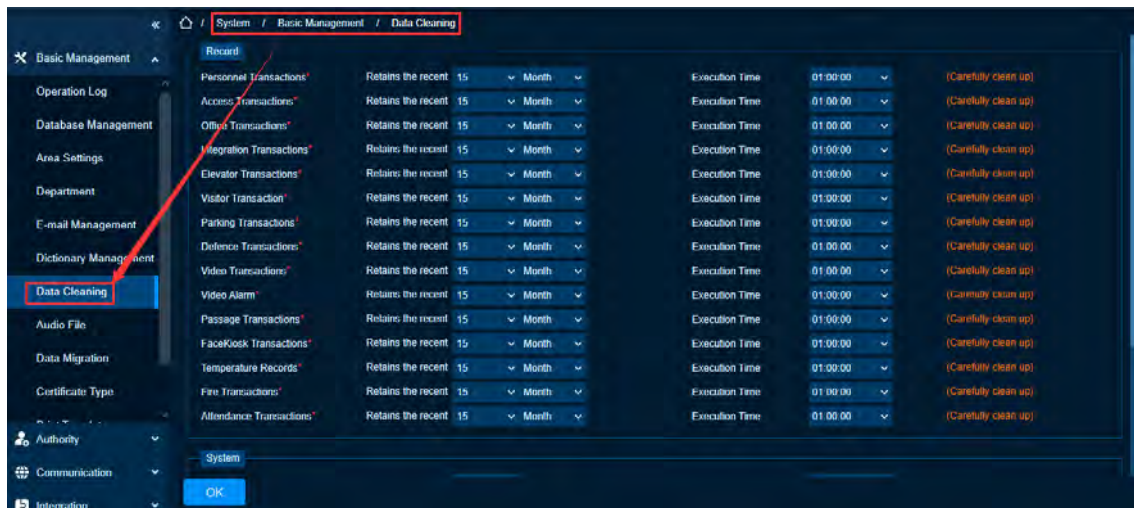 « / System / Basic Management / Data Cleaning
Basic Management
Operation Log
Database Management
Area Settings
Department
E-mail Management
Dictionary Management
Data Cleaning
Audio File
Data Migration
Certificate Type
Authority
Communication
Integration
Record
Personnel Transactions* Retains the recent 15 Month Execution Time 01:00:00 (Carefully clean up)
Access Transactions* Retains the recent 15 Month Execution Time 01:00:00 (Carefully clean up)
Office Transactions* Retains the recent 15 Month Execution Time 01:00:00 (Carefully clean up)
Integration Transactions* Retains the recent 15 Month Execution Time 01:00:00 (Carefully clean up)
Elevator Transactions* Retains the recent 15 Month Execution Time 01:00:00 (Carefully clean up)
Visitor Transaction* Retains the recent 15 Month Execution Time 01:00:00 (Carefully clean up)
Parking Transactions* Retains the recent 15 Month Execution Time 01:00:00 (Carefully clean up)
Defence Transactions* Retains the recent 15 Month Execution Time 01:00:00 (Carefully clean up)
Video Transactions* Retains the recent 15 Month Execution Time 01:00:00 (Carefully clean up)
Video Alarm* Retains the recent 15 Month Execution Time 01:00:00 (Carefully clean up)
Passage Transactions* Retains the recent 15 Month Execution Time 01:00:00 (Carefully clean up)
FaceKiosk Transactions* Retains the recent 15 Month Execution Time 01:00:00 (Carefully clean up)
Temperature Records* Retains the recent 15 Month Execution Time 01:00:00 (Carefully clean up)
Fire Transactions* Retains the recent 15 Month Execution Time 01:00:00 (Carefully clean up)
Attendance Transactions* Retains the recent 15 Month Execution Time 01:00:00 (Carefully clean up)
System
OK